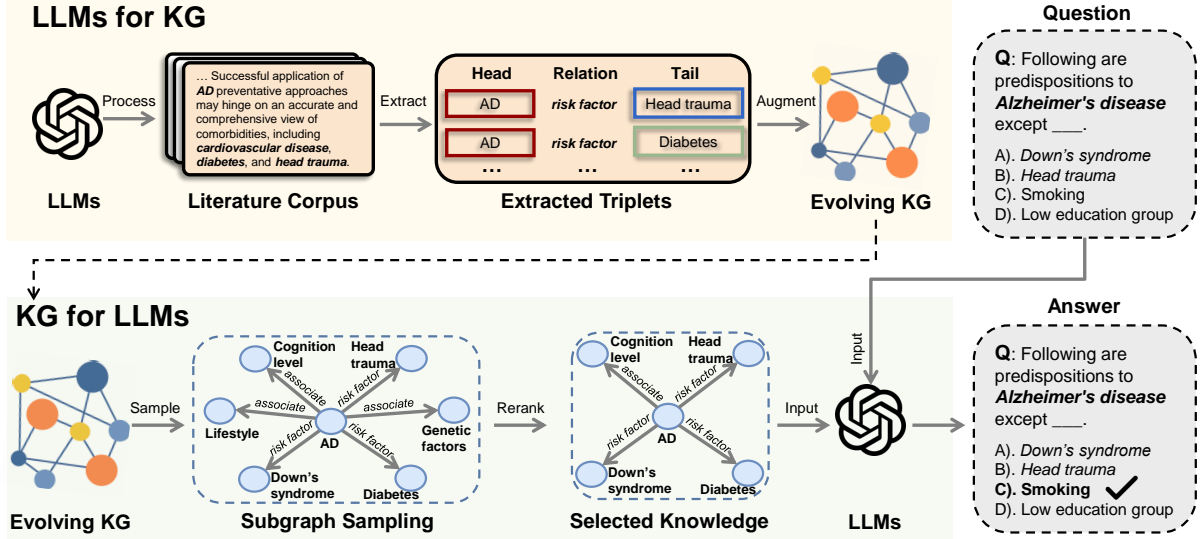 LLMs for KG
Process
LLMs
… Successful application of
AD preventative approaches
may hinge on an accurate and
comprehensive view of
comorbidities, including
cardiovascular disease,
diabetes, and head trauma.
Literature Corpus
Extract
Head Relation Tail
AD risk factor Head trauma
AD risk factor Diabetes
… … …
Extracted Triplets
Augment
Evolving KG
Question
Q: Following are
predispositions to
Alzheimer's disease
except ___.
A). Down's syndrome
B). Head trauma
C). Smoking
D). Low education group
KG for LLMs
Evolving KG
Sample
Cognition
level
Head
trauma
associate
risk factor
associate
associate
Lifestyle
AD
Genetic
factors
risk factor
risk factor
Down's
syndrome
Diabetes
Subgraph Sampling
Rerank
Cognition
level
Head
trauma
associate
risk factor
AD
risk factor
risk factor
Down's
syndrome
Diabetes
Selected Knowledge
Input
Input
LLMs
Answer
Q: Following are
predispositions to
Alzheimer's disease
except ___.
A). Down's syndrome
B). Head trauma
C). Smoking
D). Low education group